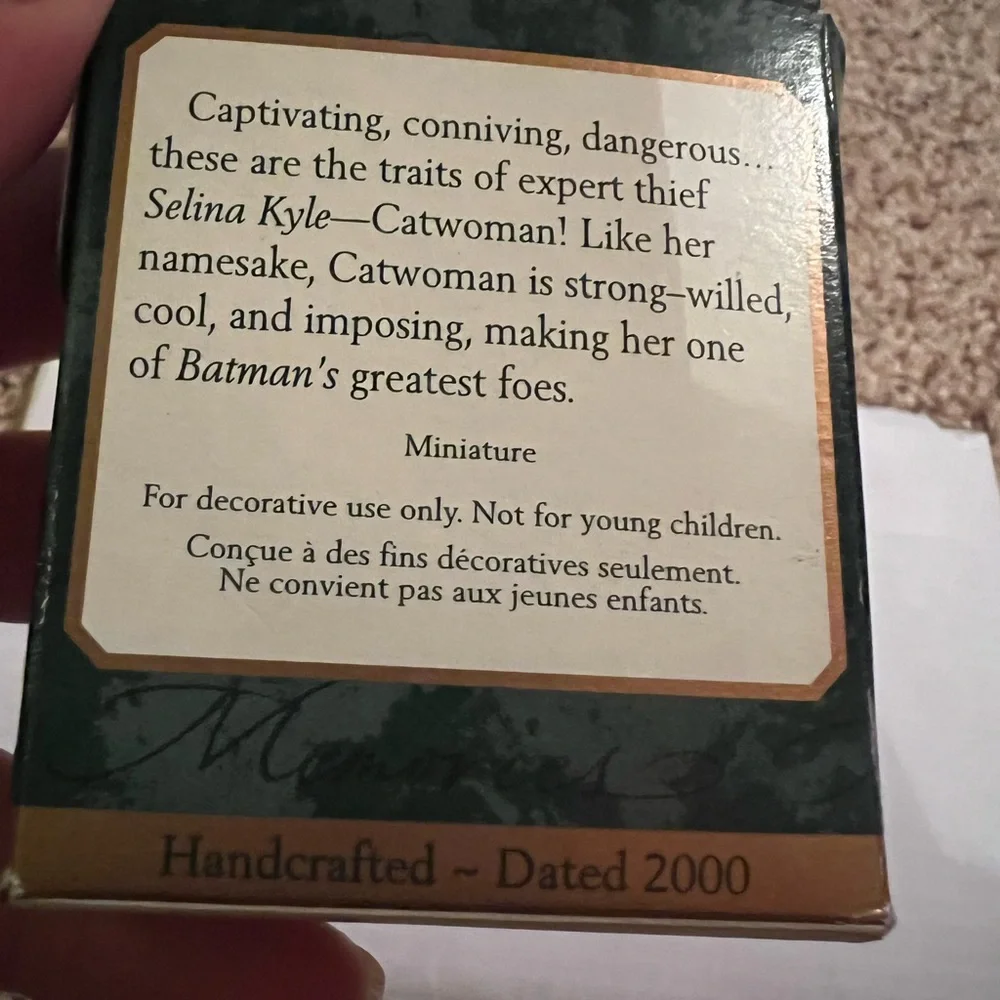 Captivating, conniving, dangerous...
these are the traits of expert thief
Selina Kyle—Catwoman! Like her
namesake, Catwoman is strong–willed,
cool, and imposing, making her one
of Batman's greatest foes.
Miniature
For decorative use only. Not for young children.
Conçue à des fins décoratives seulement.
Ne convient pas aux jeunes enfants.
Memories
Handcrafted ~ Dated 2000